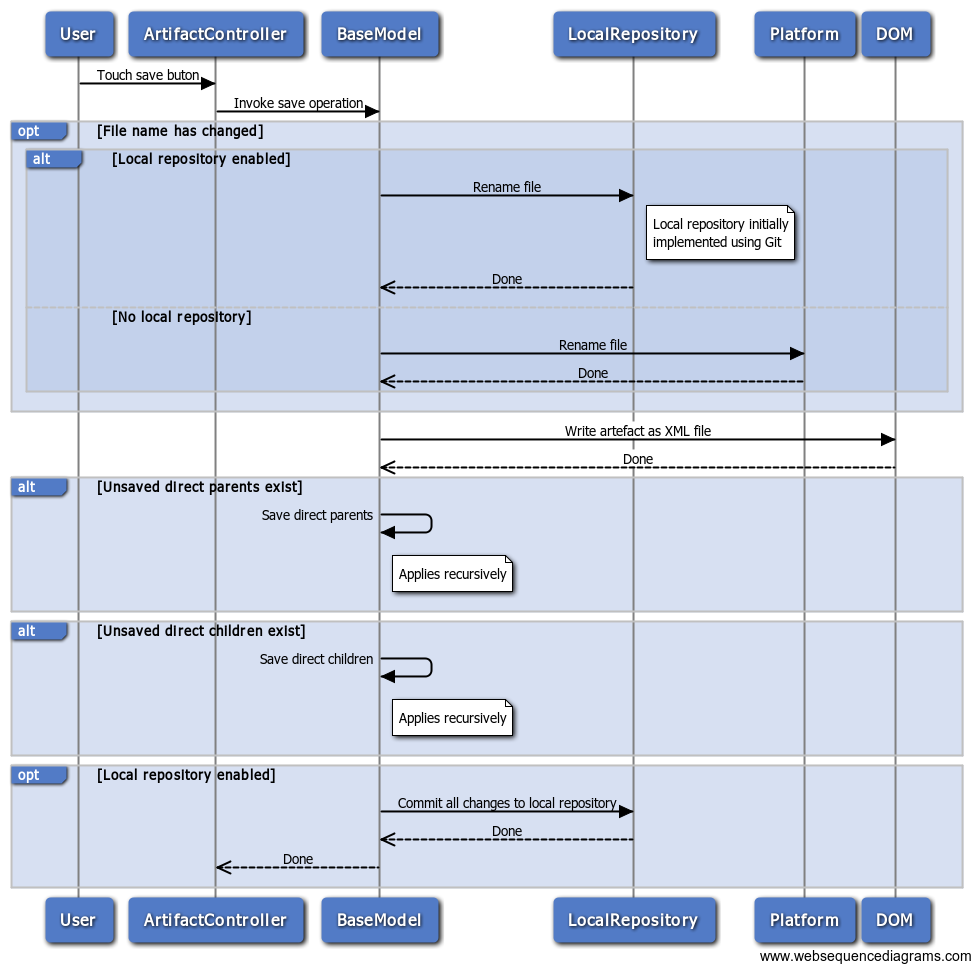 User ArtifactController BaseModel LocalRepository Platform DOM
Touch save buton
Invoke save operation
opt [File name has changed]
alt [Local repository enabled]
Rename file
Local repository initially
implemented using Git
Done
[No local repository]
Rename file
Done
Write artefact as XML file
Done
alt [Unsaved direct parents exist]
Save direct parents
Applies recursively
alt [Unsaved direct children exist]
Save direct children
Applies recursively
opt [Local repository enabled]
Commit all changes to local repository
Done
Done
User ArtifactController BaseModel LocalRepository Platform DOM
www.websequencediagrams.com